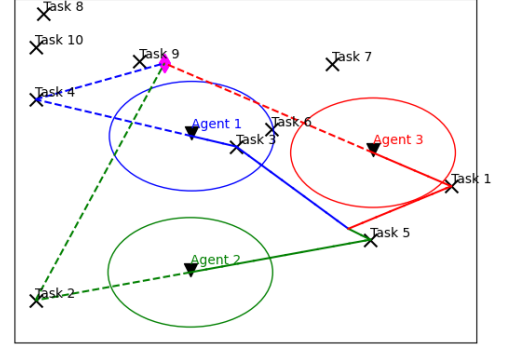 Task 8
Task 10
Task 9
Task 7
Task 4
Agent 1
Task 6
Task 3
Agent 3
Task 1
Task 5
Agent 2
Task 2